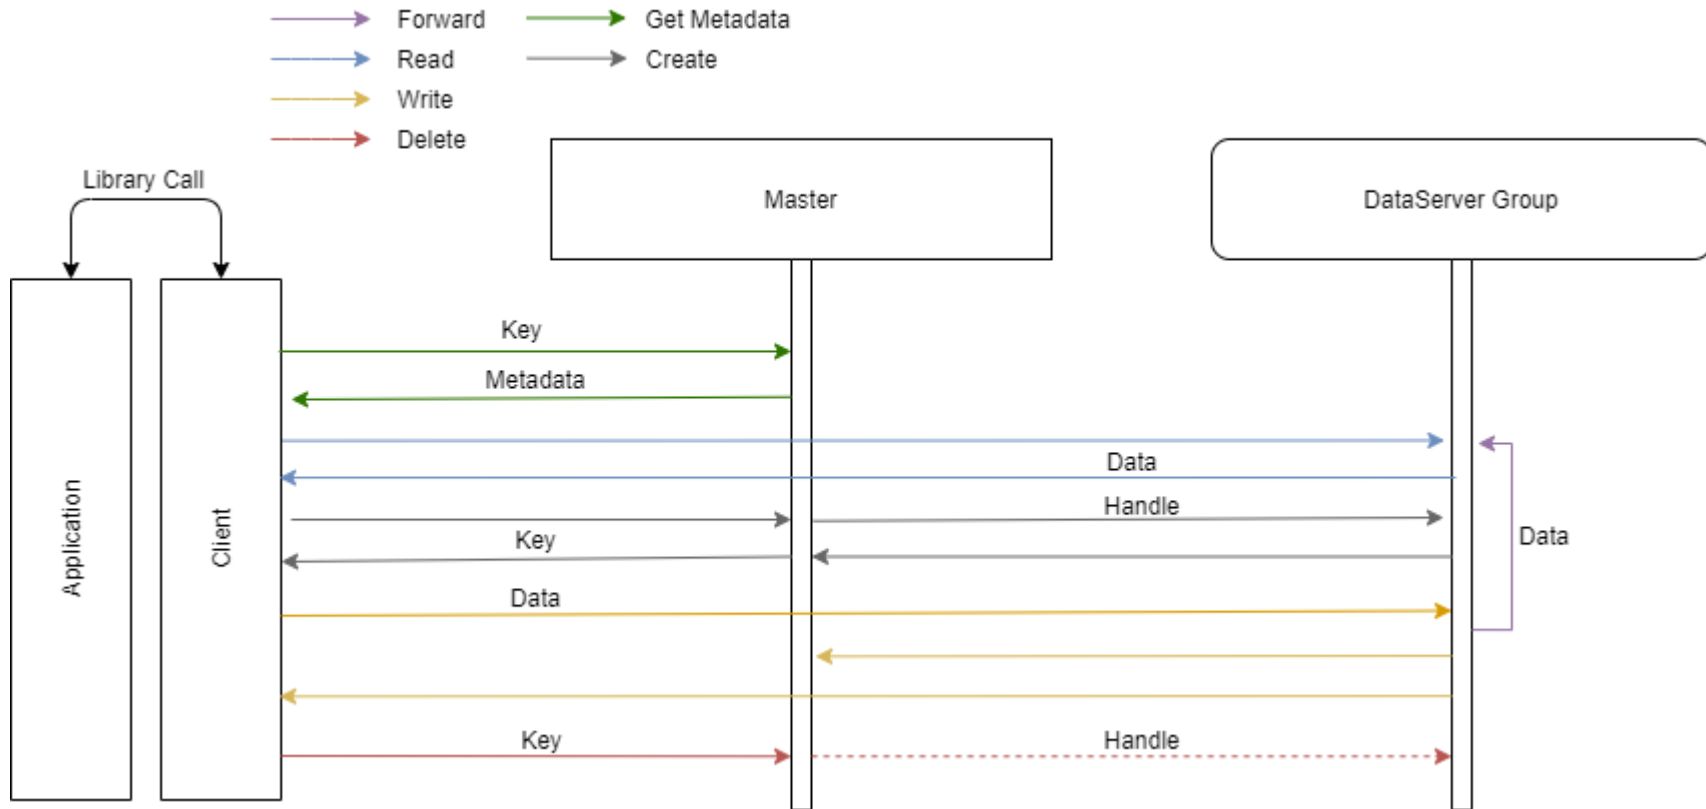 Forward
Get Metadata
Read
Create
Write
Delete
Library Call
Master
DataServer Group
Key
Metadata
Data
Handle
Key
Data
Data
Key
Handle
Application
Client